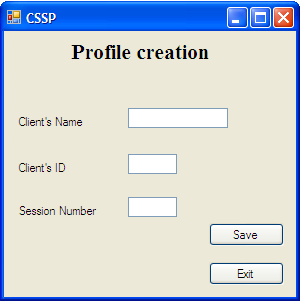 CSSP
Profile creation
Client's Name
Client's ID
Session Number
Save
Exit